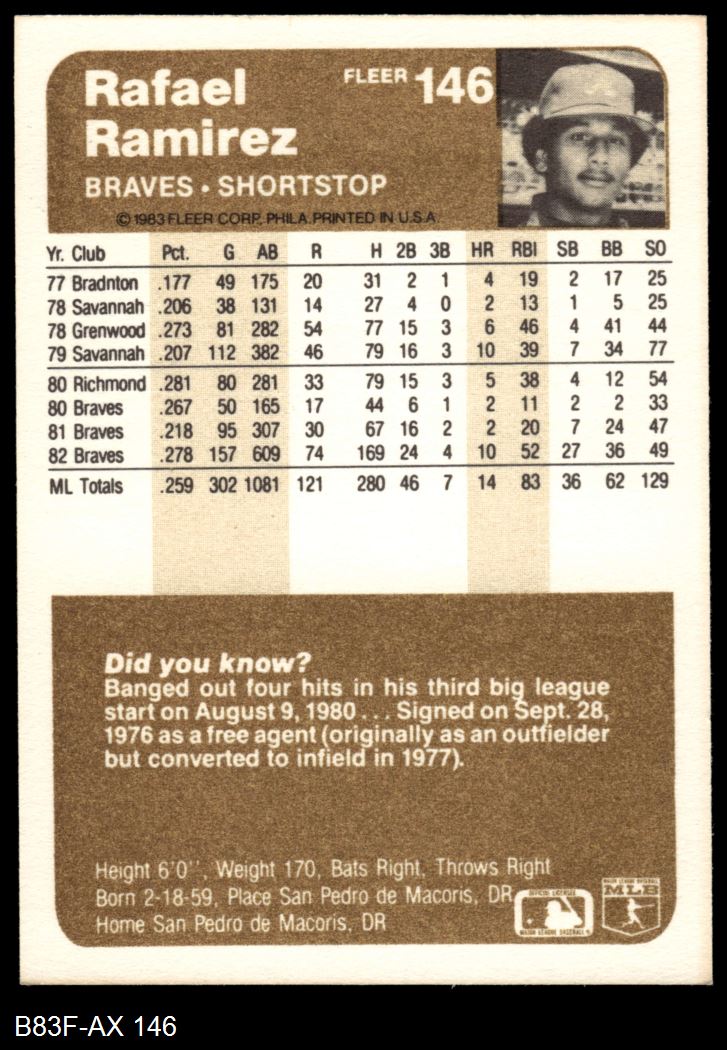 Rafael
Ramirez
FLEER 146
BRAVES • SHORTSTOP
© 1983 FLEER CORP. PHILA. PRINTED IN U.S.A.
Yr. Club Pct. G AB R H 2B 3B HR RBI SB BB SO
77 Bradnton .177 49 175 20 31 2 1 4 19 2 17 25
78 Savannah .206 38 131 14 27 4 0 2 13 1 5 25
78 Grenwood .273 81 282 54 77 15 3 6 46 4 41 44
79 Savannah .207 112 382 46 79 16 3 10 39 7 34 77
80 Richmond .281 80 281 33 79 15 3 5 38 4 12 54
80 Braves .267 50 165 17 44 6 1 2 11 2 2 33
81 Braves .218 95 307 30 67 16 2 2 20 7 24 47
82 Braves .278 157 609 74 169 24 4 10 52 27 36 49
ML Totals .259 302 1081 121 280 46 7 14 83 36 62 129
Did you know?
Banged out four hits in his third big league
start on August 9, 1980 . . . Signed on Sept. 28,
1976 as a free agent (originally as an outfielder
but converted to infield in 1977).
Height 6'0'', Weight 170, Bats Right, Throws Right
Born 2-18-59, Place San Pedro de Macoris, DR
Home San Pedro de Macoris, DR
OFFICIAL LICENSEE
MAJOR LEAGUE BASEBALL
MAJOR LEAGUE BASEBALL
MLB
B83F-AX 146